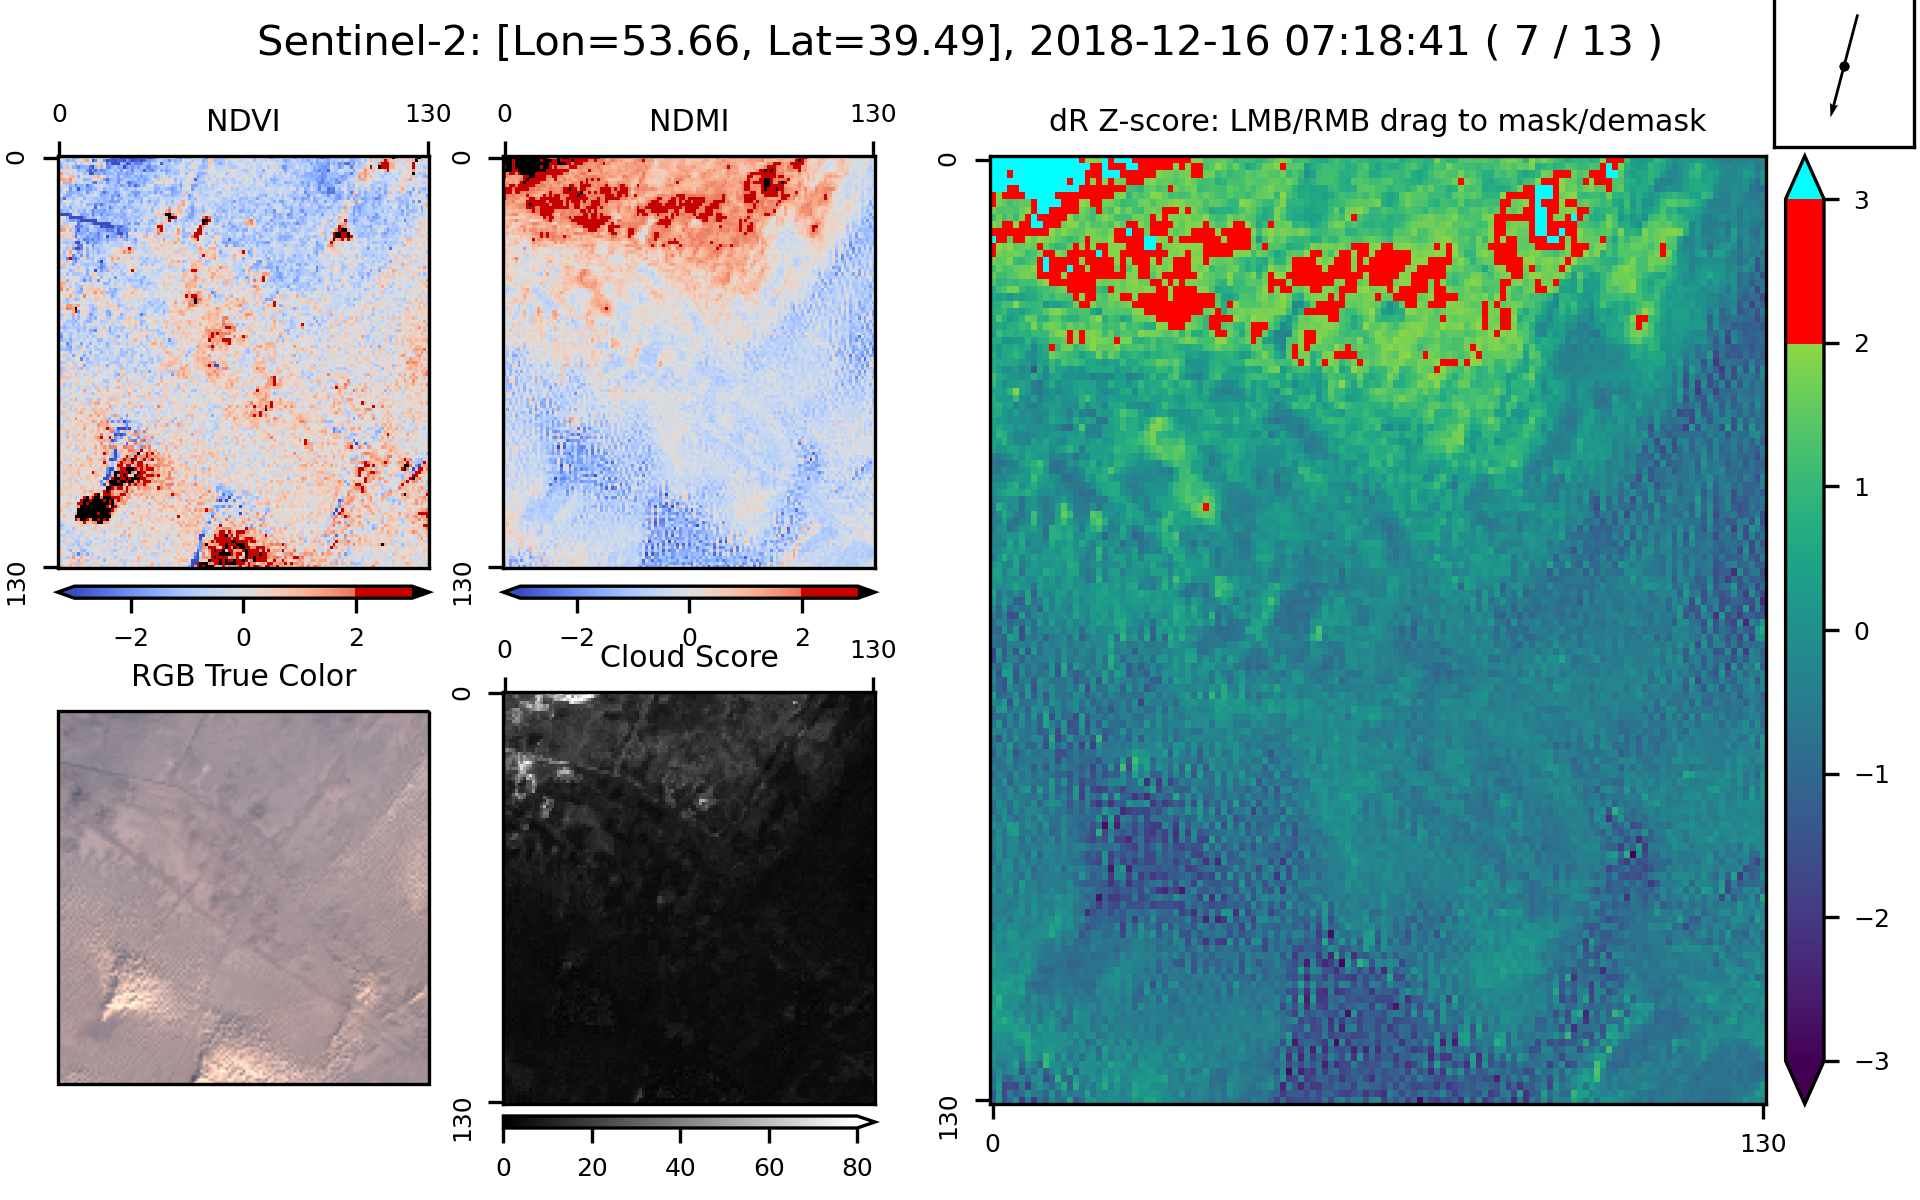 Sentinel-2: [Lon=53.66, Lat=39.49], 2018-12-16 07:18:41 ( 7 / 13 )
0 NDVI 130
0 NDMI 130
dR Z-score: LMB/RMB drag to mask/demask
0
130
−2 0 2
0
130
−2 0 2
RGB True Color
0 Cloud Score 130
0
130
0 20 40 60 80
0
130
0 130
3
2
1
0
−1
−2
−3